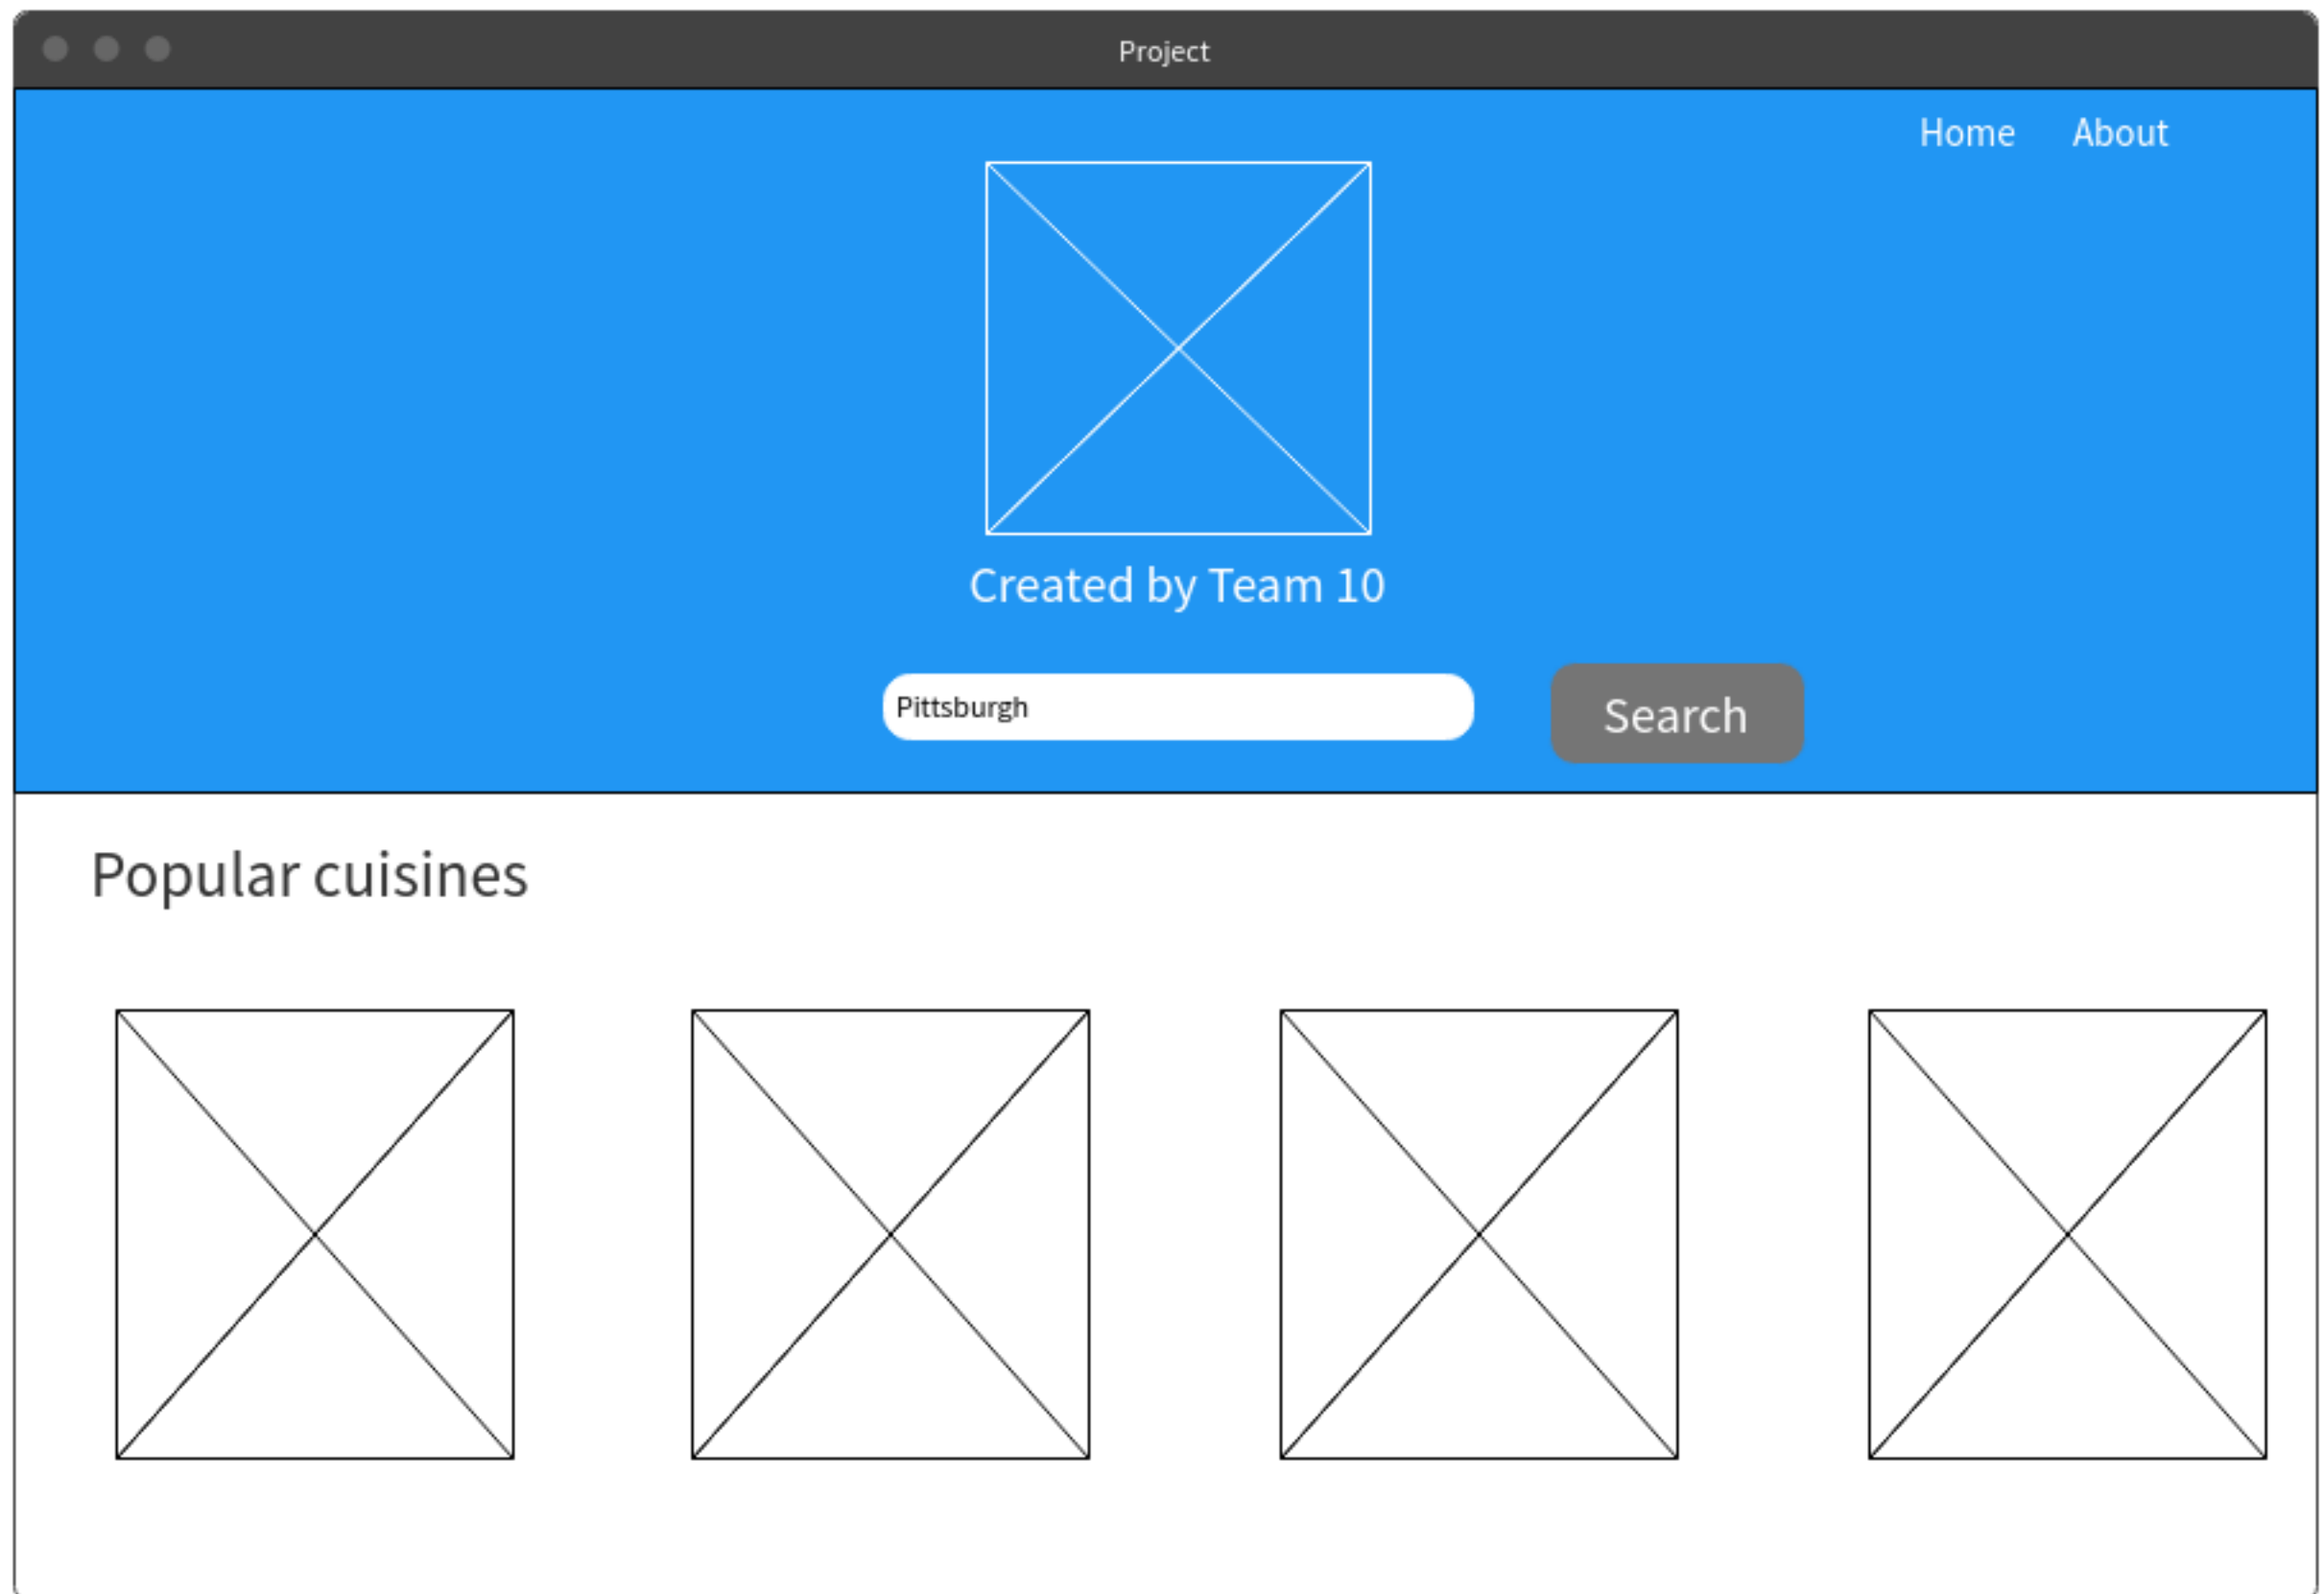 Project
Home About
Created by Team 10
Pittsburgh
Search
Popular cuisines